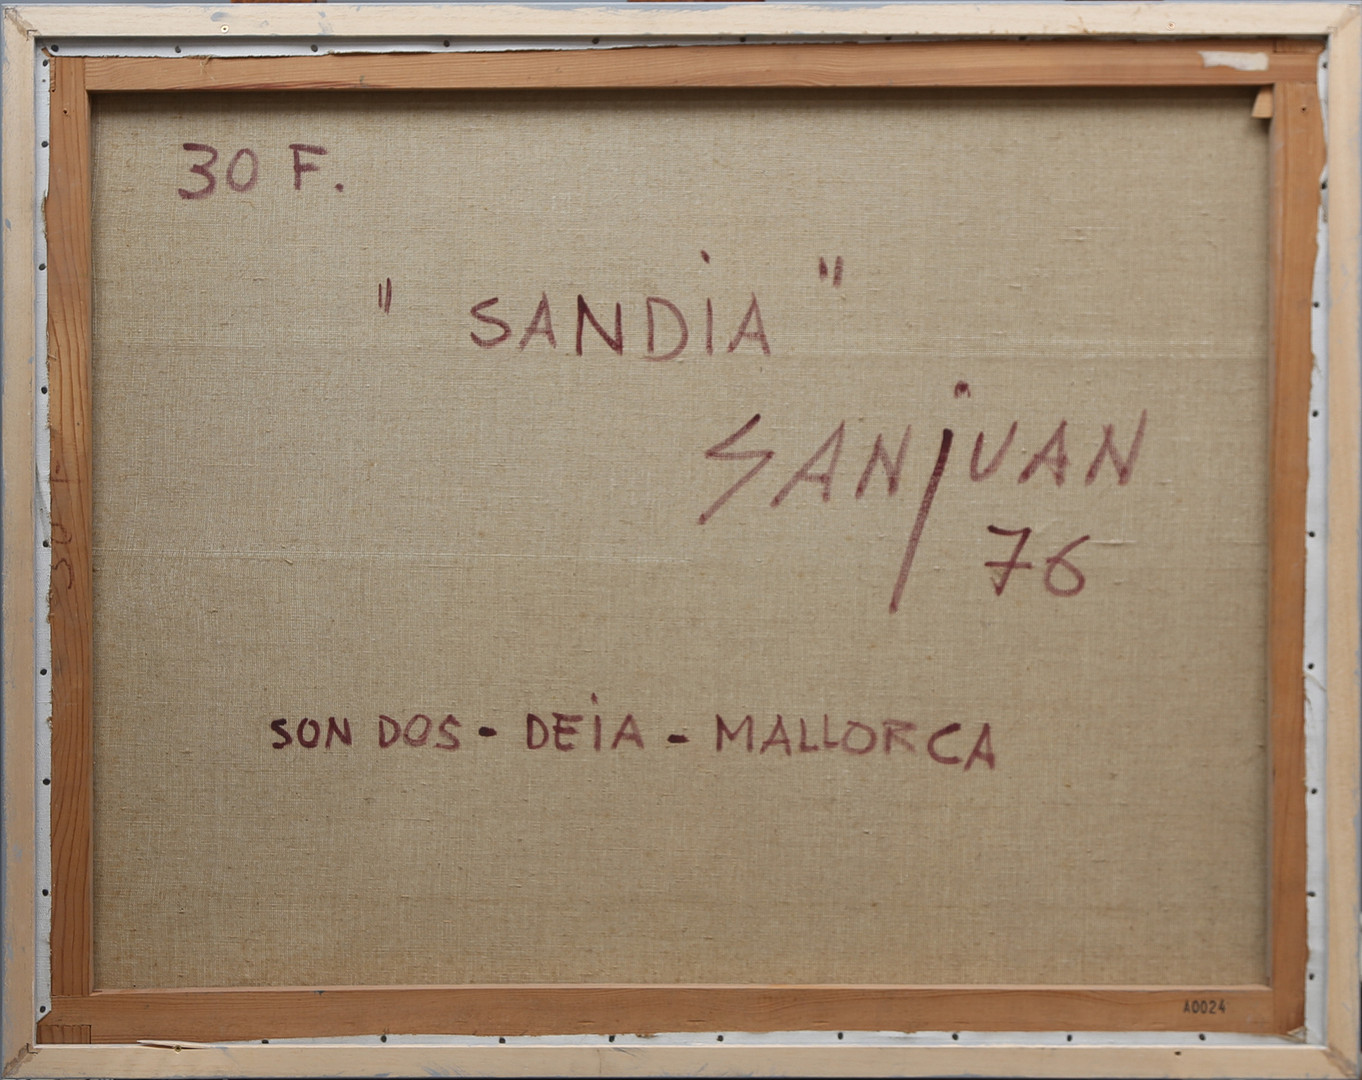 30 F.
" SANDiA "
SANjUAN
76
SON DOS - DEiA - MALLORCA
A0024